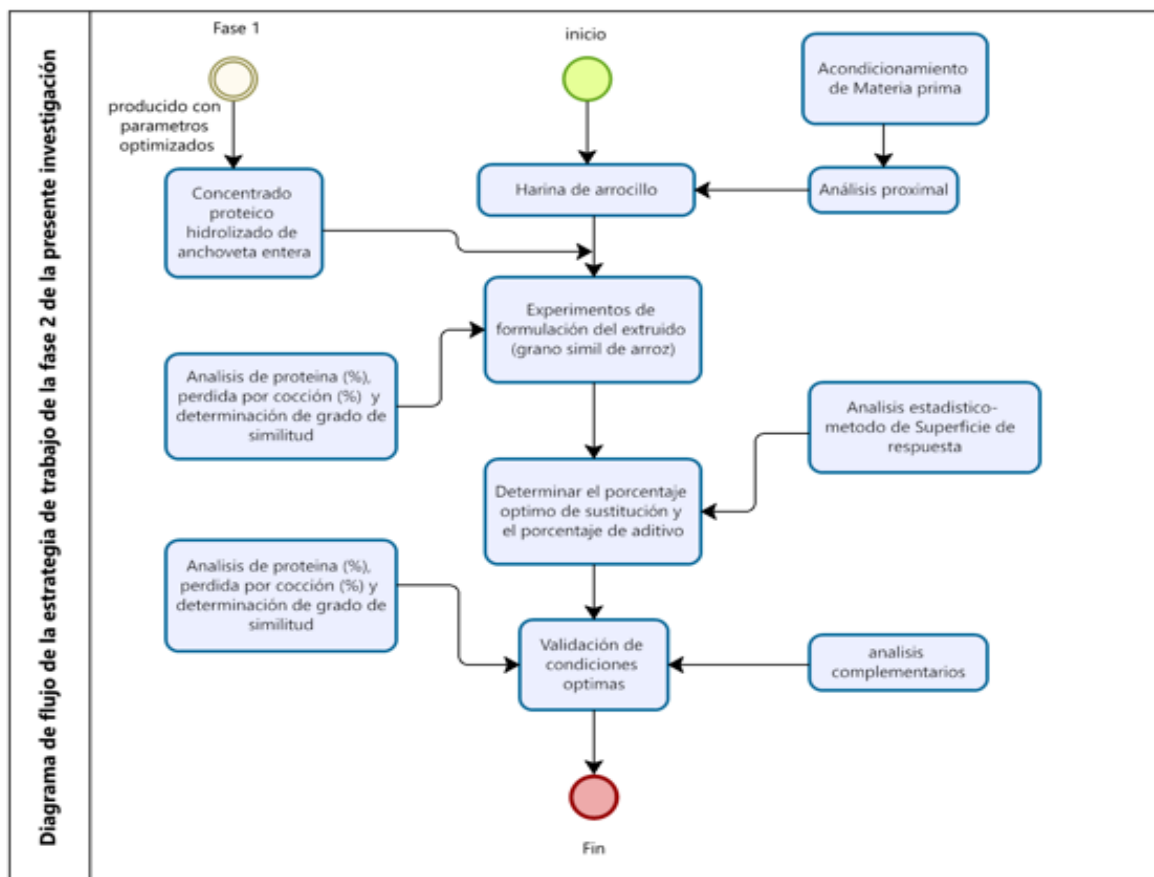 Diagrama de flujo de la estrategia de trabajo de la fase 2 de la presente investigación
Fase 1
inicio
Acondicionamiento
de Materia prima
producido con
parametros
optimizados
Concentrado
proteico
hidrolizado de
anchoveta entera
Harina de arrocillo
Análisis proximal
Experimentos de
formulación del extruido
(grano simil de arroz)
Analisis de proteina (%),
perdida por cocción (%) y
determinación de grado de
similitud
Analisis estadistico-
metodo de Superficie de
respuesta
Determinar el porcentaje
optimo de sustitución y
el porcentaje de aditivo
Analisis de proteina (%),
perdida por cocción (%) y
determinación de grado de
similitud
Validación de
condiciones
optimas
analisis
complementarios
Fin